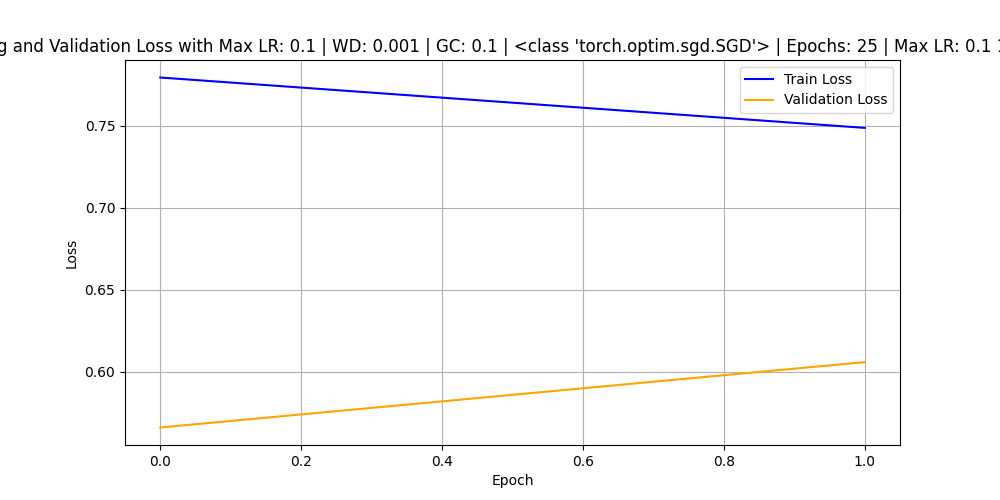 g and Validation Loss with Max LR: 0.1 | WD: 0.001 | GC: 0.1 | <class 'torch.optim.sgd.SGD'> | Epochs: 25 | Max LR: 0.1
Train Loss
Validation Loss
0.75
0.70
0.65
0.60
Loss
0.0 0.2 0.4 0.6 0.8 1.0
Epoch